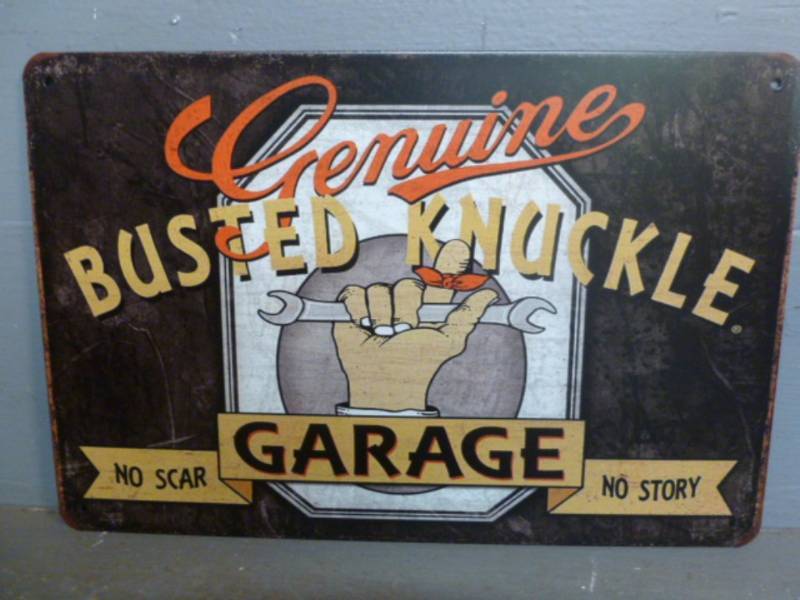 Genuine
BUSTED KNUCKLE®
GARAGE
NO SCAR
NO STORY